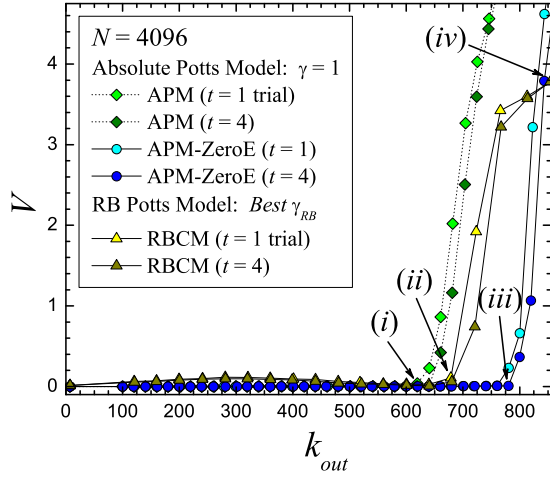 N = 4096
Absolute Potts Model: γ = 1
APM (t = 1 trial)
APM (t = 4)
APM-ZeroE (t = 1)
APM-ZeroE (t = 4)
RB Potts Model: Best γ_RB
RBCM (t = 1 trial)
RBCM (t = 4)
(i)
(ii)
(iii)
(iv)
V
4
3
2
1
0
0 100 200 300 400 500 600 700 800
k_out